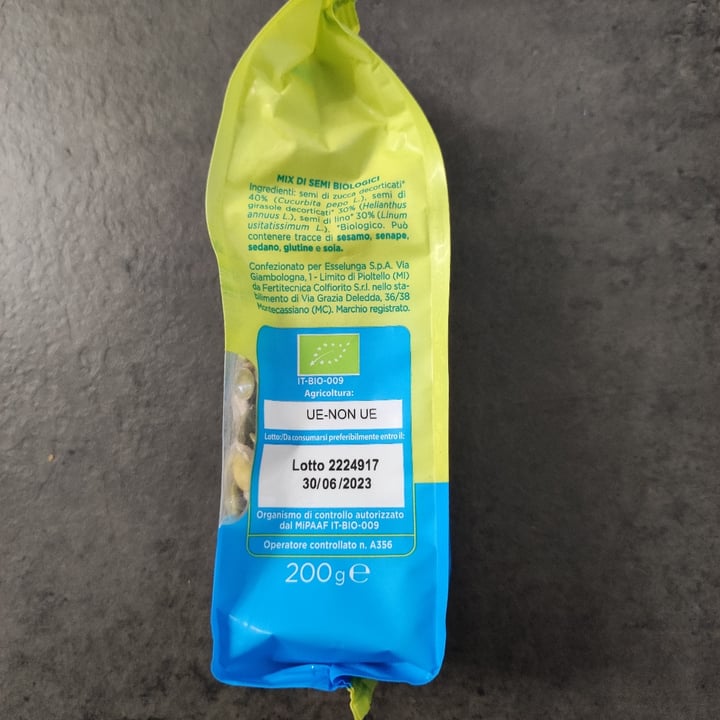 MIX DI SEMI BIOLOGICI
Ingredienti: semi di zucca decorticati*
40% (Cucurbita pepo L.), semi di
girasole decorticati* 30% (Helianthus
annuus L.), semi di lino* 30% (Linum
usitatissimum L.). *Biologico. Può
contenere tracce di sesamo, senape,
sedano, glutine e soia.
Confezionato per Esselunga S.p.A. Via
Giambologna, 1 - Limito di Pioltello (MI)
da Fertitecnica Colfiorito S.r.l. nello sta-
bilimento di Via Grazia Deledda, 36/38
Montecassiano (MC). Marchio registrato.
IT-BIO-009
Agricoltura:
UE-NON UE
Lotto:/Da consumarsi preferibilmente entro il:
Lotto 2224917
30/06/2023
Organismo di controllo autorizzato
dal MiPAAF IT-BIO-009
Operatore controllato n. A356
200g℮